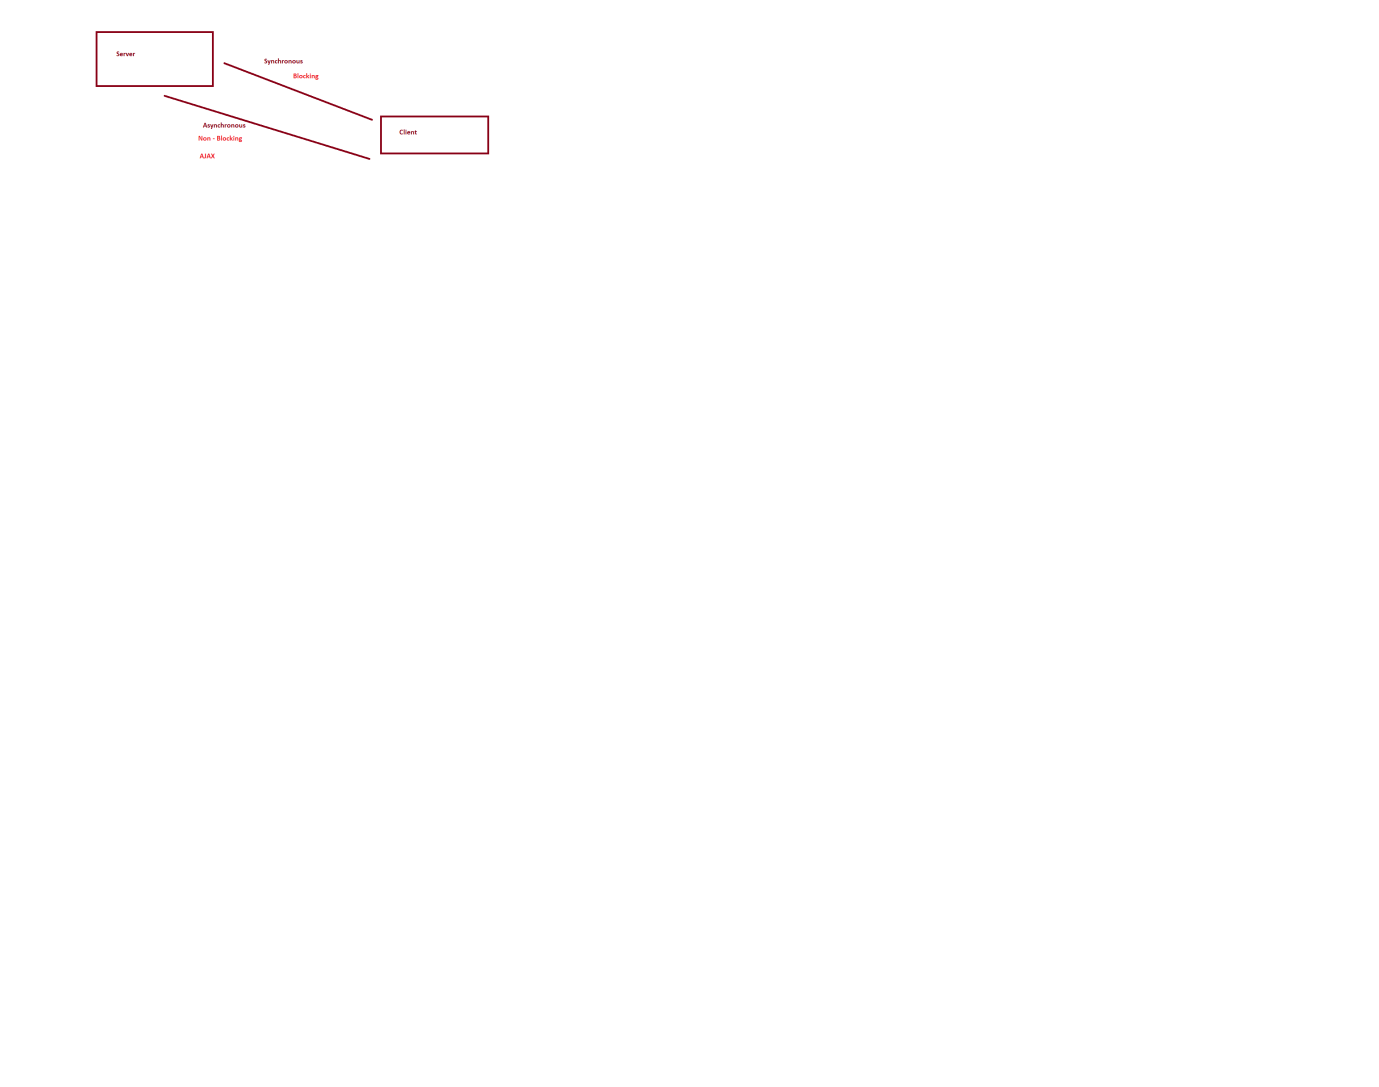 Server
Synchronous
Blocking
Asynchronous
Client
Non - Blocking
AJAX